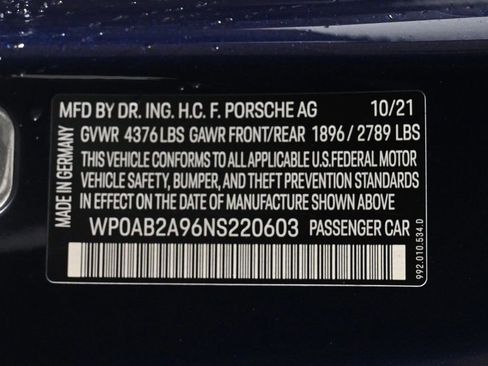 MFD BY DR. ING. H.C. F. PORSCHE AG 10/21
GVWR 4376 LBS GAWR FRONT/REAR 1896 / 2789 LBS
THIS VEHICLE CONFORMS TO ALL APPLICABLE U.S.FEDERAL MOTOR
VEHICLE SAFETY, BUMPER, AND THEFT PREVENTION STANDARDS
IN EFFECT ON THE DATE OF MANUFACTURE SHOWN ABOVE
WP0AB2A96NS220603 PASSENGER CAR
MADE IN GERMANY
992.010.534.0